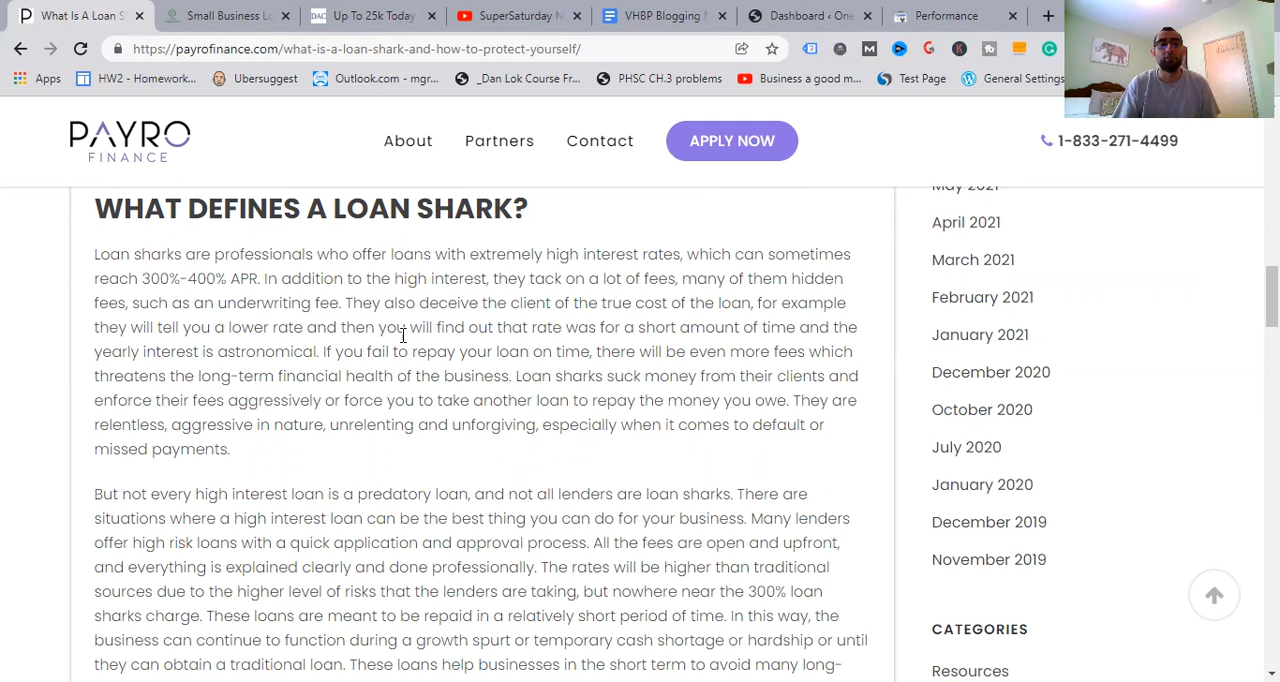 What Is A Loan S
Small Business Lo
DAC
Up To 25k Today
SuperSaturday N
VHBP Blogging
Dashboard ‹ One
Performance
https://payrofinance.com/what-is-a-loan-shark-and-how-to-protect-yourself/
Apps
HW2 - Homework...
Ubersuggest
Outlook.com - mgr...
_Dan Lok Course Fr...
PHSC CH.3 problems
Business a good m...
Test Page
General Settings
PAYRO
FINANCE
About
Partners
Contact
APPLY NOW
1-833-271-4499
WHAT DEFINES A LOAN SHARK?
Loan sharks are professionals who offer loans with extremely high interest rates, which can sometimes
reach 300%-400% APR. In addition to the high interest, they tack on a lot of fees, many of them hidden
fees, such as an underwriting fee. They also deceive the client of the true cost of the loan, for example
they will tell you a lower rate and then you will find out that rate was for a short amount of time and the
yearly interest is astronomical. If you fail to repay your loan on time, there will be even more fees which
threatens the long-term financial health of the business. Loan sharks suck money from their clients and
enforce their fees aggressively or force you to take another loan to repay the money you owe. They are
relentless, aggressive in nature, unrelenting and unforgiving, especially when it comes to default or
missed payments.
But not every high interest loan is a predatory loan, and not all lenders are loan sharks. There are
situations where a high interest loan can be the best thing you can do for your business. Many lenders
offer high risk loans with a quick application and approval process. All the fees are open and upfront,
and everything is explained clearly and done professionally. The rates will be higher than traditional
sources due to the higher level of risks that the lenders are taking, but nowhere near the 300% loan
sharks charge. These loans are meant to be repaid in a relatively short period of time. In this way, the
business can continue to function during a growth spurt or temporary cash shortage or hardship or until
they can obtain a traditional loan. These loans help businesses in the short term to avoid many long-
May 2021
April 2021
March 2021
February 2021
January 2021
December 2020
October 2020
July 2020
January 2020
December 2019
November 2019
CATEGORIES
Resources